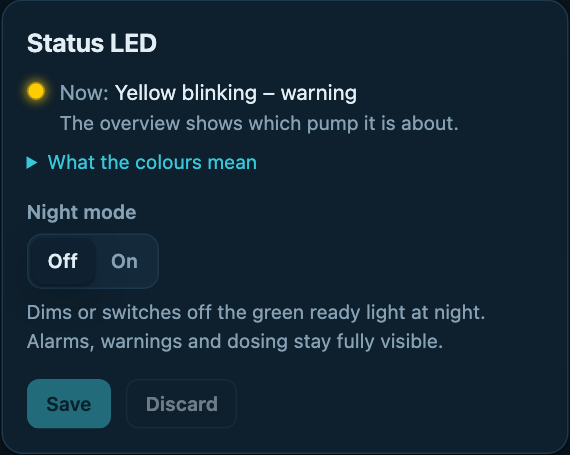 Status LED
Now: Yellow blinking – warning
The overview shows which pump it is about.
What the colours mean
Night mode
Off On
Dims or switches off the green ready light at night.
Alarms, warnings and dosing stay fully visible.
Save Discard